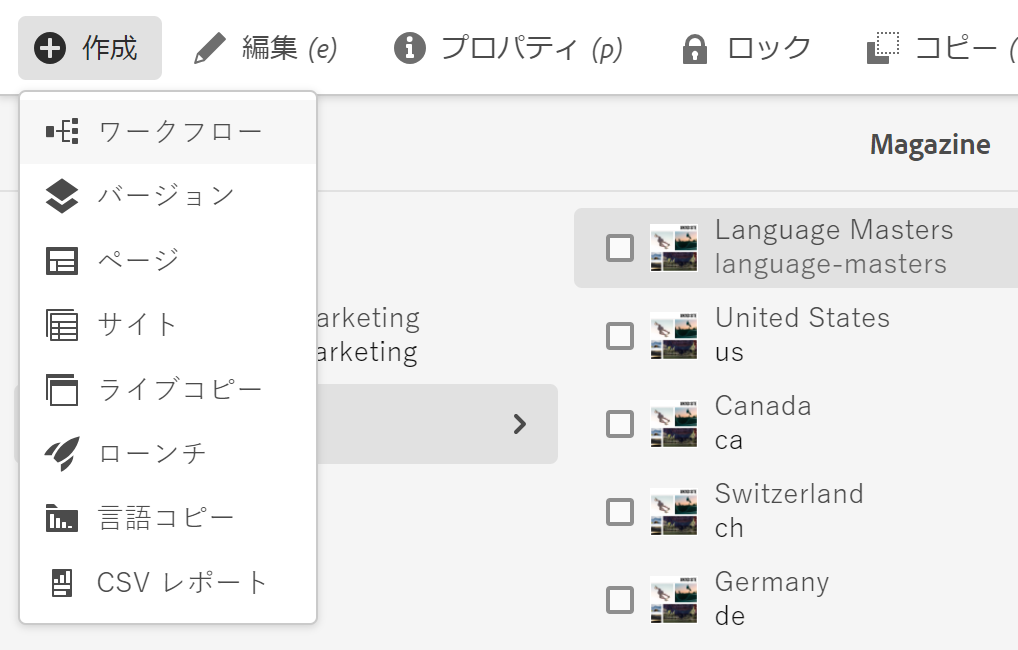 作成
編集 (e)
プロパティ (p)
ロック
コピー (
ワークフロー
バージョン
ページ
サイト
ライブコピー
ローンチ
言語コピー
CSV レポート
arketing
arketing
Magazine
Language Masters
language-masters
United States
us
Canada
ca
Switzerland
ch
Germany
de